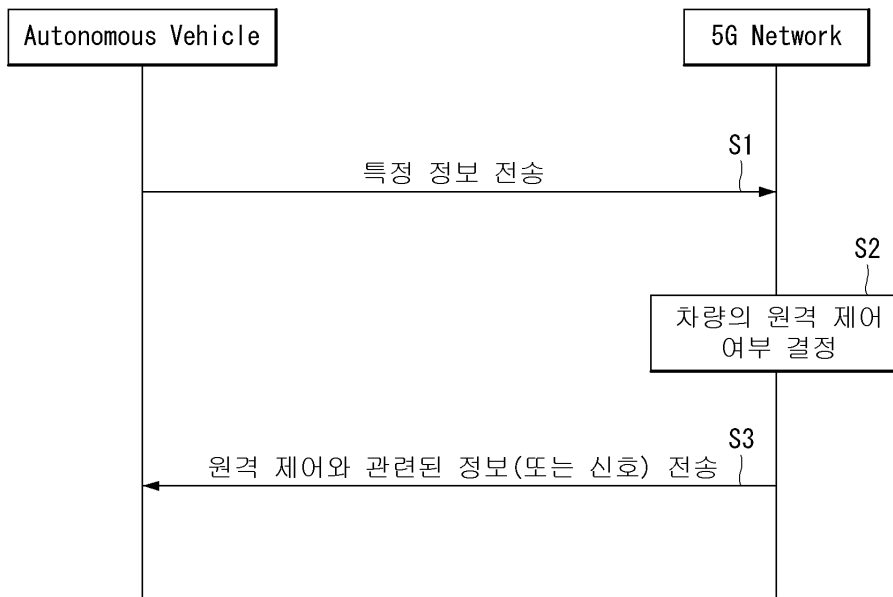 Autonomous Vehicle
5G Network
S1
특정 정보 전송
S2
차량의 원격 제어
여부 결정
S3
원격 제어와 관련된 정보(또는 신호) 전송